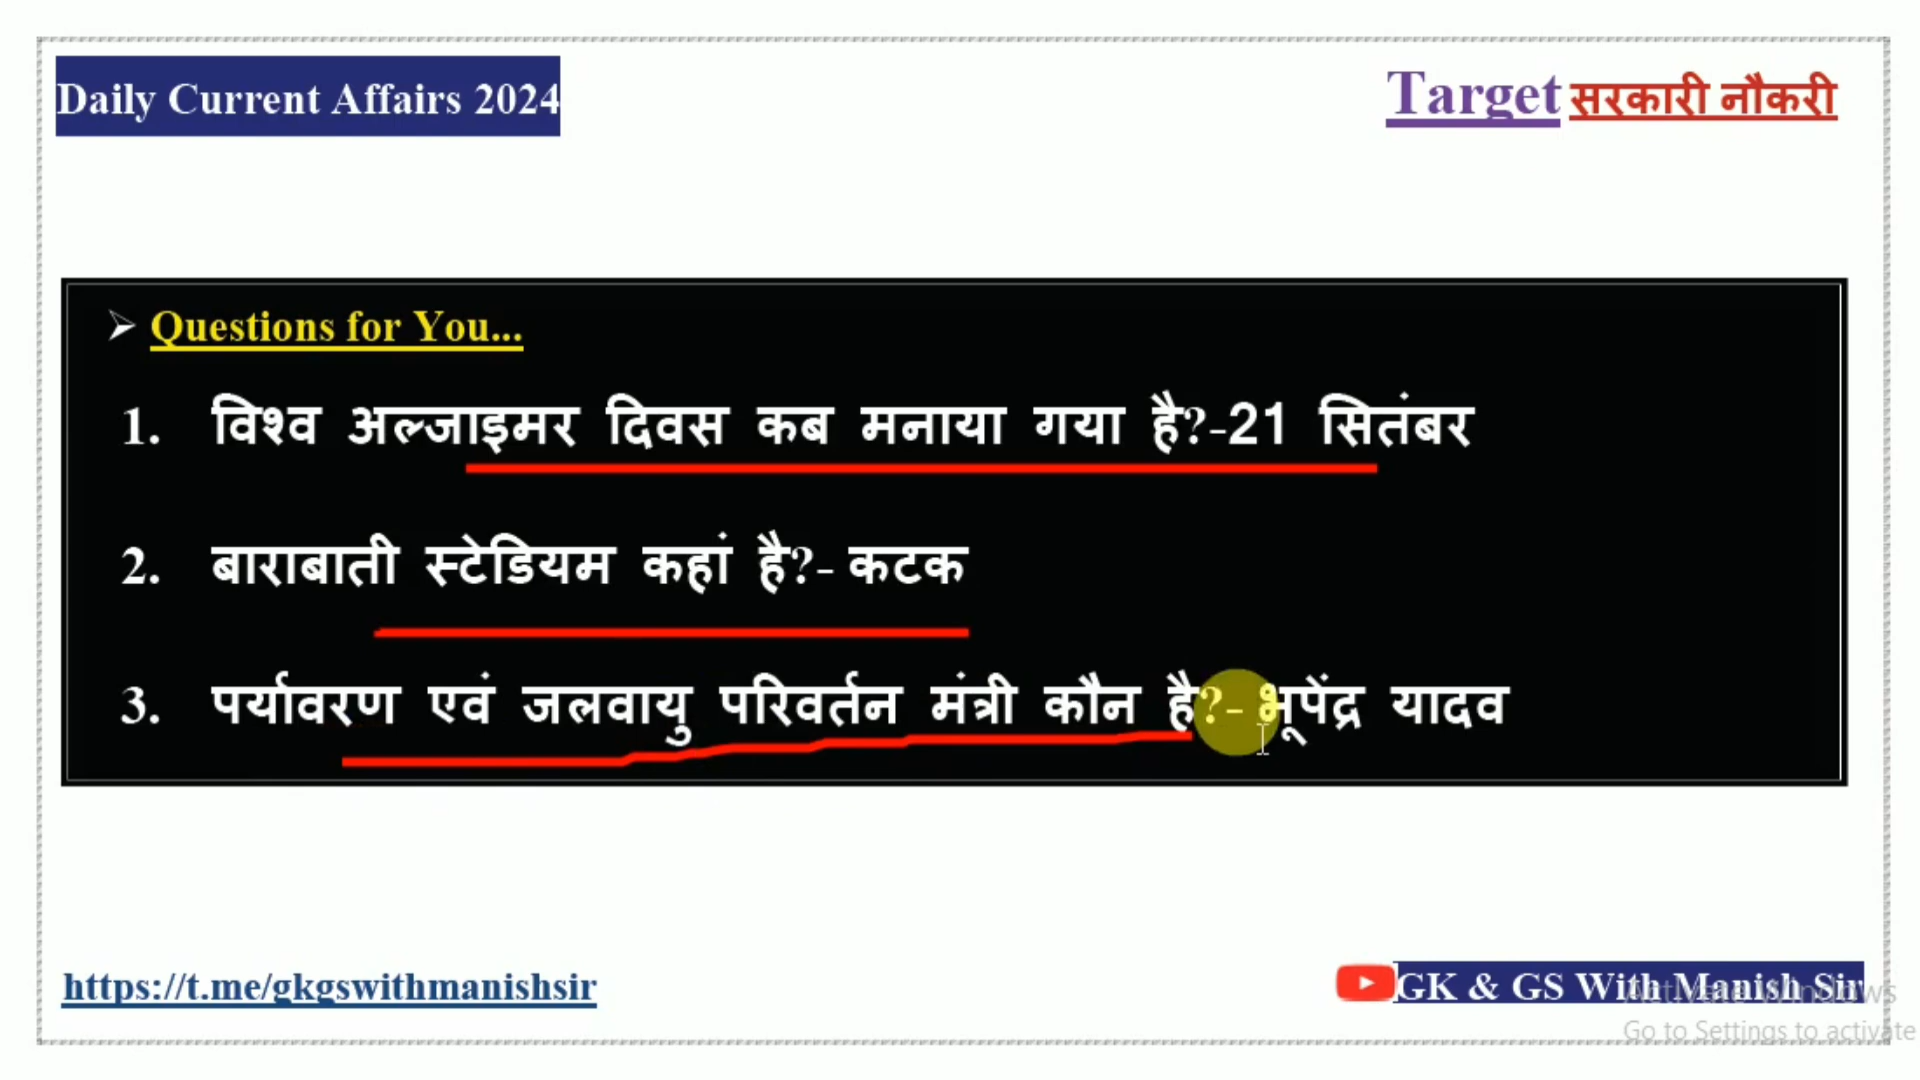 Daily Current Affairs 2024
Target सरकारी नौकरी
➢ Questions for You...
1. विश्व अल्जाइमर दिवस कब मनाया गया है?-21 सितंबर
2. बाराबाती स्टेडियम कहां है?- कटक
3. पर्यावरण एवं जलवायु परिवर्तन मंत्री कौन है?- भूपेंद्र यादव
https://t.me/gkgswithmanishsir
GK & GS With Manish Sir
Activate Windows
Go to Settings to activate